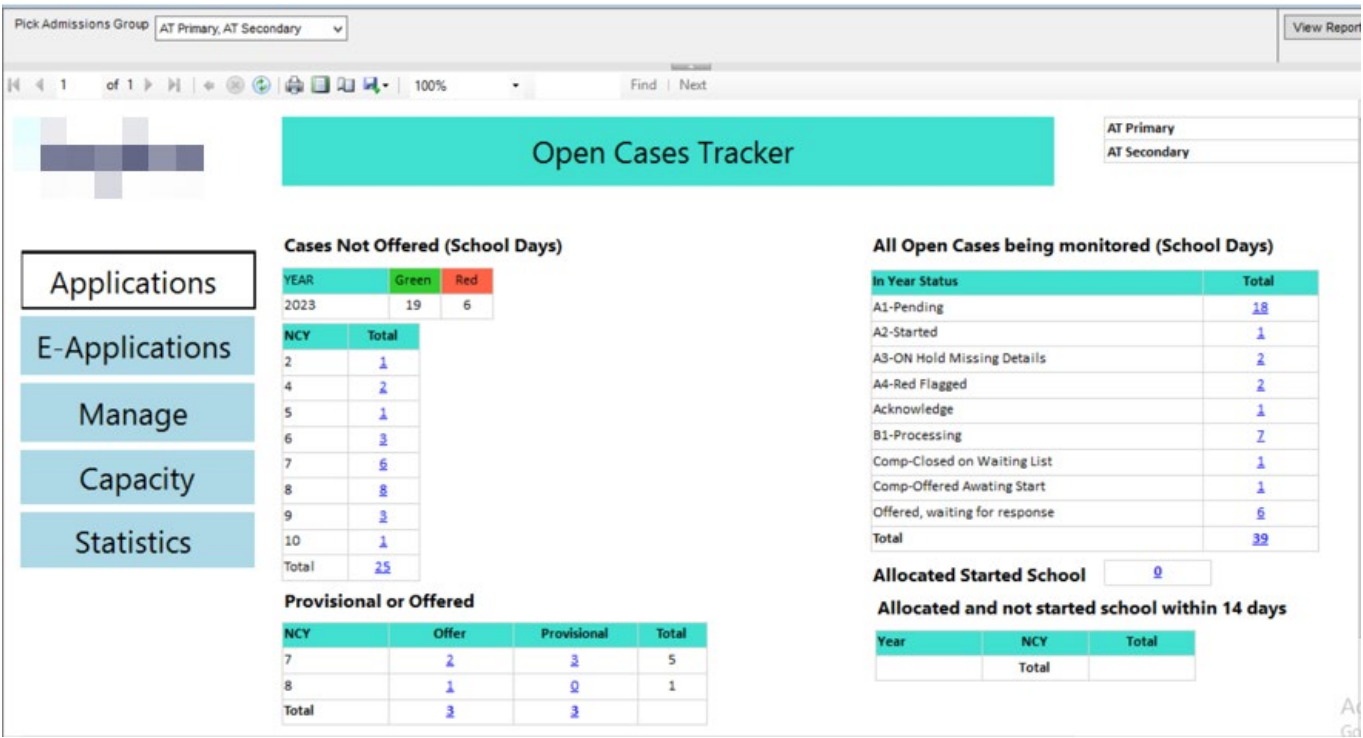 Pick Admissions Group AT Primary, AT Secondary View Report
1 of 1 100% Find | Next
Open Cases Tracker
AT Primary
AT Secondary
Applications
E-Applications
Manage
Capacity
Statistics
Cases Not Offered (School Days)
YEAR Green Red
2023 19 6
NCY Total
2 1
4 2
5 1
6 3
7 6
8 8
9 3
10 1
Total 25
Provisional or Offered
NCY Offer Provisional Total
7 2 3 5
8 1 0 1
Total 3 3
All Open Cases being monitored (School Days)
In Year Status Total
A1-Pending 18
A2-Started 1
A3-ON Hold Missing Details 2
A4-Red Flagged 2
Acknowledge 1
B1-Processing 7
Comp-Closed on Waiting List 1
Comp-Offered Awating Start 1
Offered, waiting for response 6
Total 39
Allocated Started School 0
Allocated and not started school within 14 days
Year NCY Total
Total